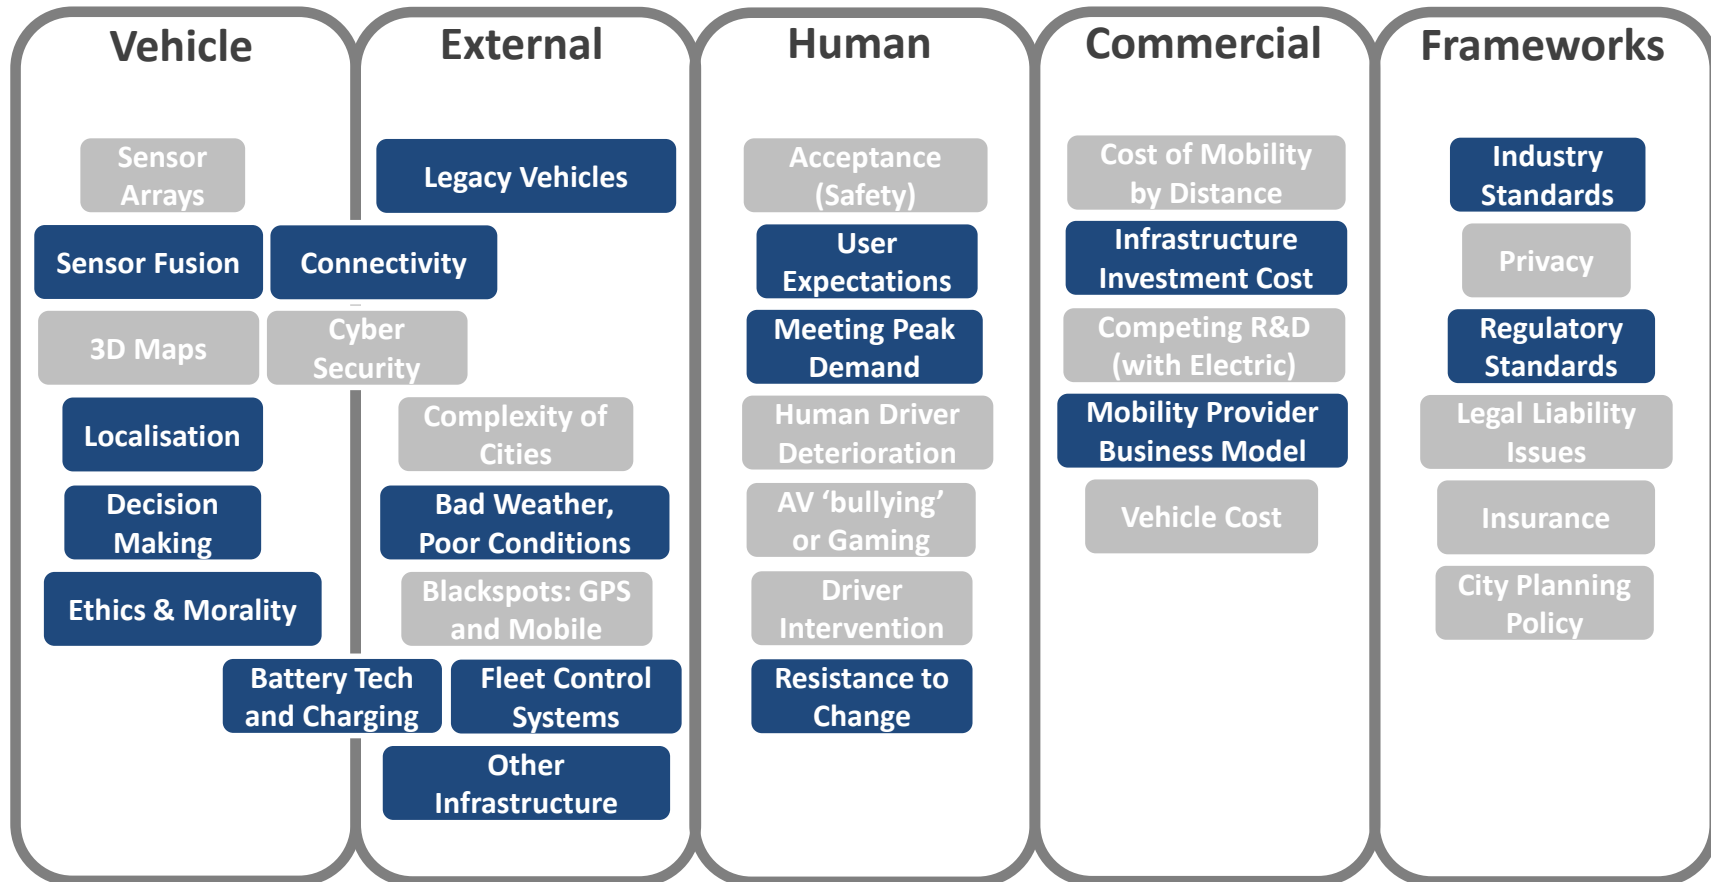 Vehicle
External
Human
Commercial
Frameworks
Sensor
Arrays
Sensor Fusion
Connectivity
3D Maps
Cyber
Security
Localisation
Decision
Making
Ethics & Morality
Battery Tech
and Charging
Legacy Vehicles
Complexity of
Cities
Bad Weather,
Poor Conditions
Blackspots: GPS
and Mobile
Fleet Control
Systems
Other
Infrastructure
Acceptance
(Safety)
User
Expectations
Meeting Peak
Demand
Human Driver
Deterioration
AV ‘bullying’
or Gaming
Driver
Intervention
Resistance to
Change
Cost of Mobility
by Distance
Infrastructure
Investment Cost
Competing R&D
(with Electric)
Mobility Provider
Business Model
Vehicle Cost
Industry
Standards
Privacy
Regulatory
Standards
Legal Liability
Issues
Insurance
City Planning
Policy